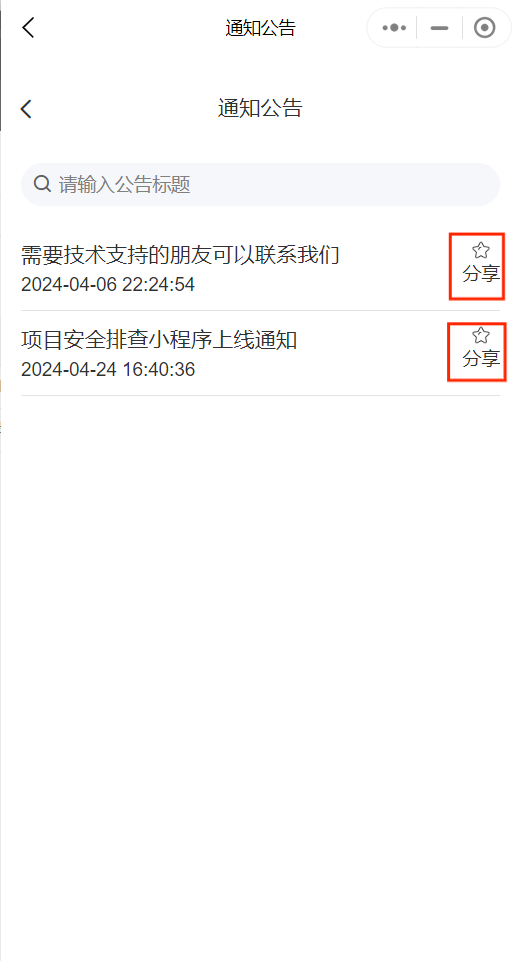 通知公告
通知公告
请输入公告标题
需要技术支持的朋友可以联系我们
2024-04-06 22:24:54
分享
项目安全排查小程序上线通知
2024-04-24 16:40:36
分享